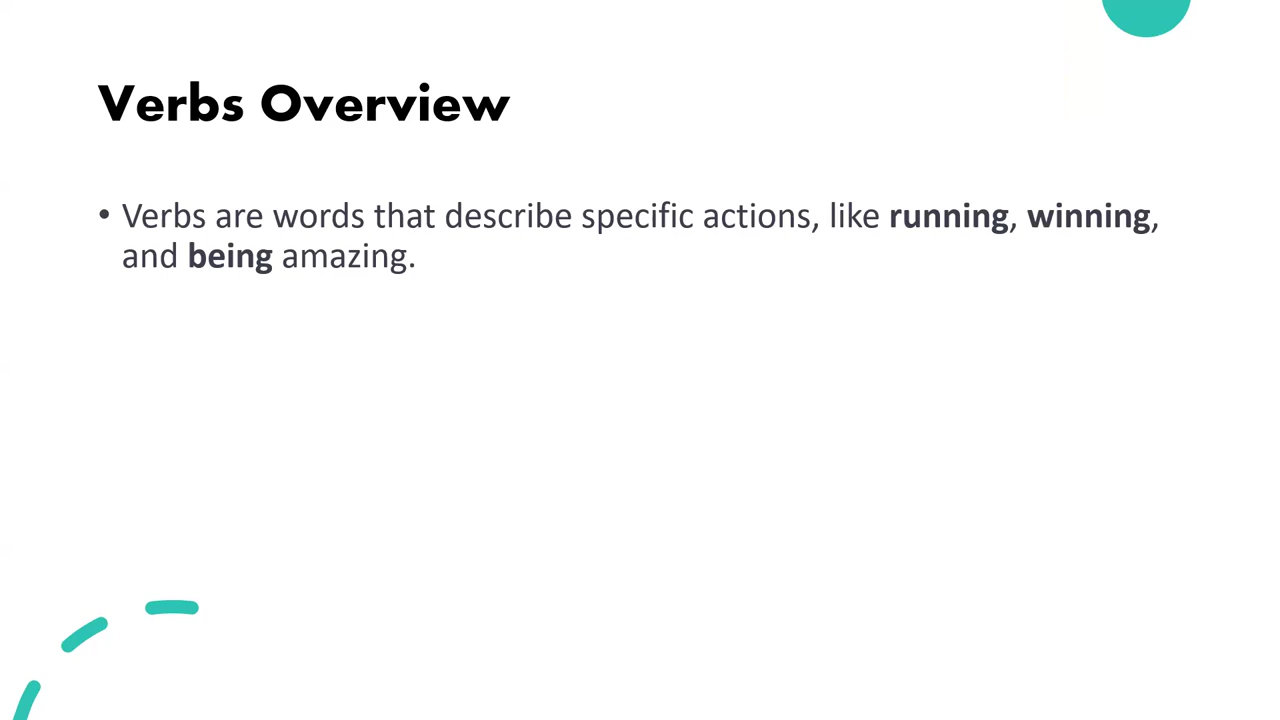 Verbs Overview
• Verbs are words that describe specific actions, like running, winning,
and being amazing.